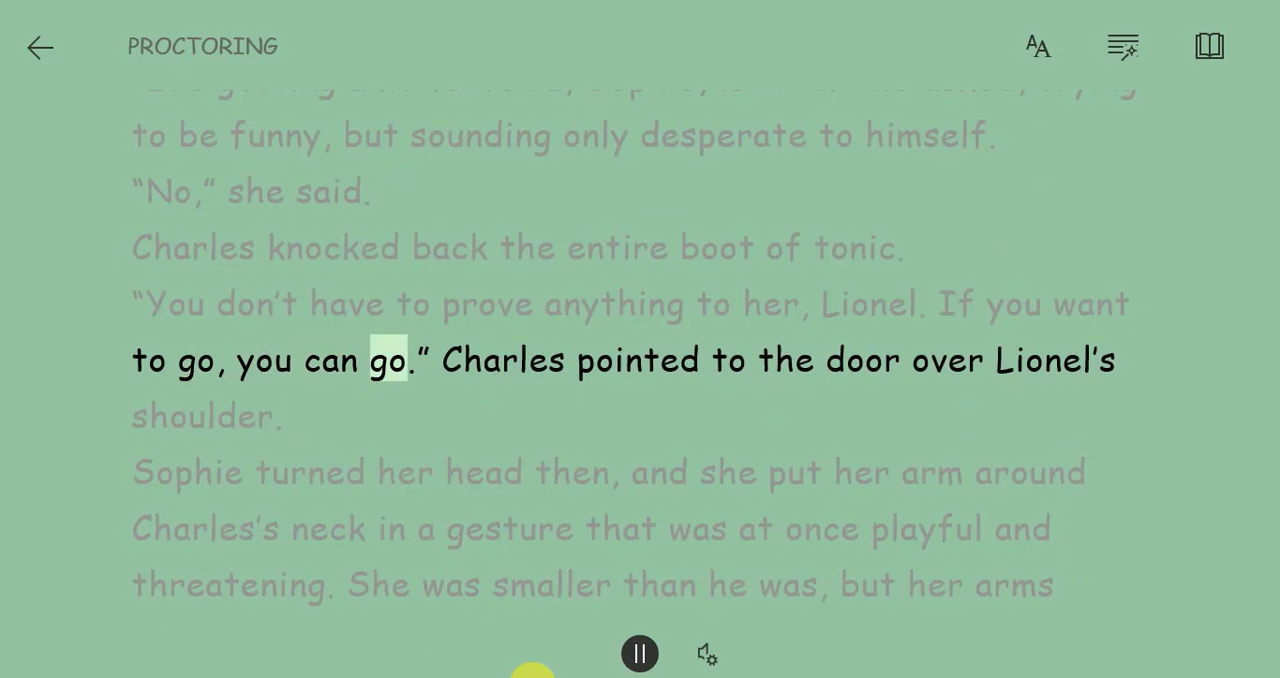 PROCTORING
to be funny, but sounding only desperate to himself.
“No,” she said.
Charles knocked back the entire boot of tonic.
“You don’t have to prove anything to her, Lionel. If you want
to go, you can go.” Charles pointed to the door over Lionel’s
shoulder.
Sophie turned her head then, and she put her arm around
Charles’s neck in a gesture that was at once playful and
threatening. She was smaller than he was, but her arms